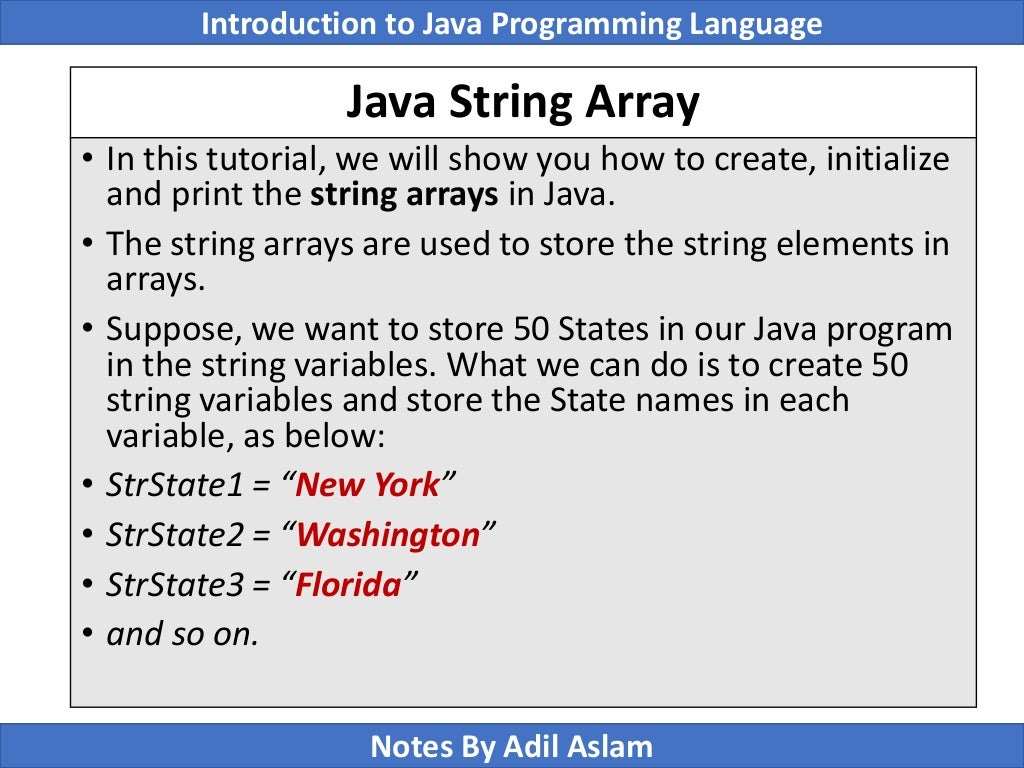 Introduction to Java Programming Language
Java String Array
• In this tutorial, we will show you how to create, initialize
and print the string arrays in Java.
• The string arrays are used to store the string elements in
arrays.
• Suppose, we want to store 50 States in our Java program
in the string variables. What we can do is to create 50
string variables and store the State names in each
variable, as below:
• StrState1 = “New York”
• StrState2 = “Washington”
• StrState3 = “Florida”
• and so on.
Notes By Adil Aslam